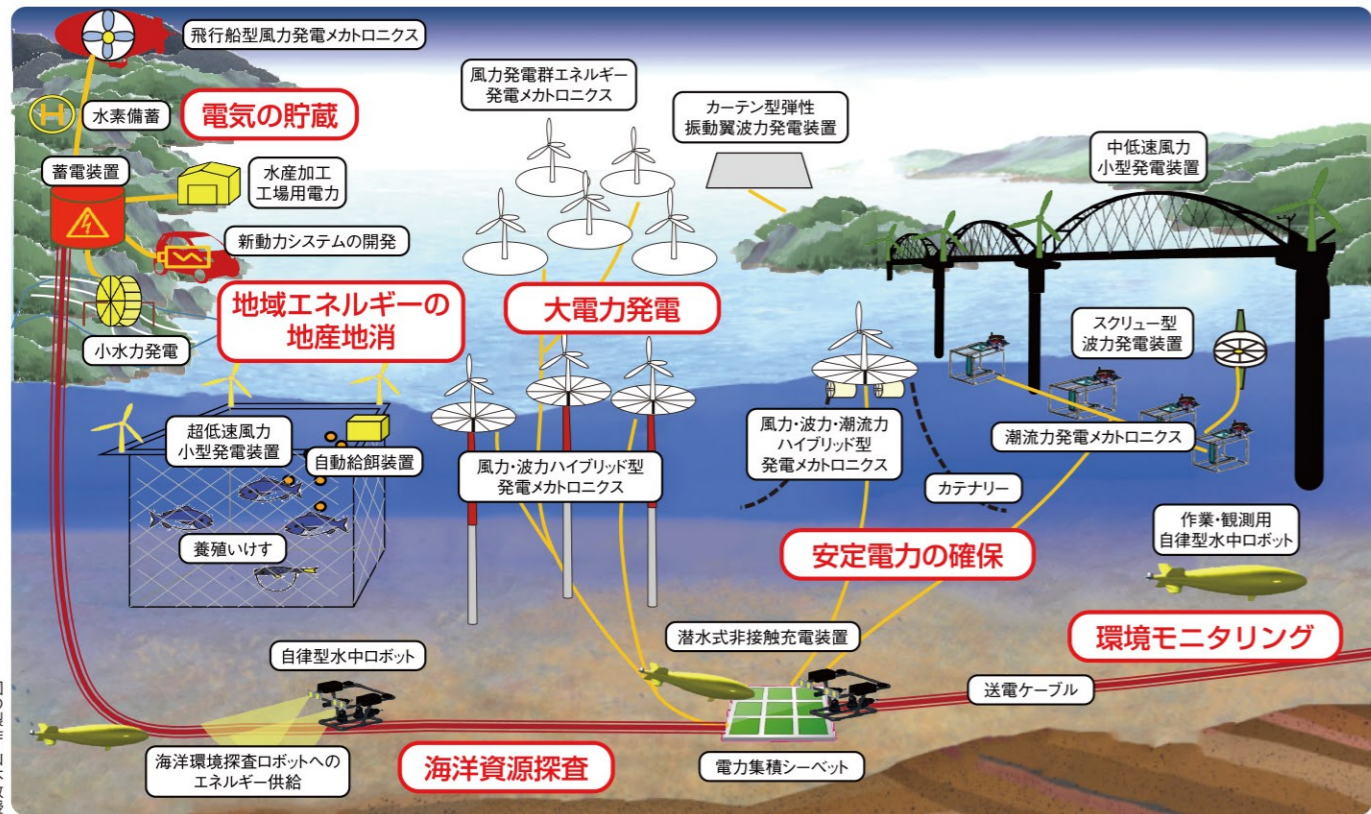 飛行船型風力発電メカトロニクス
水素備蓄
電気の貯蔵
蓄電装置
水産加工
工場用電力
新動力システムの開発
小水力発電
地域エネルギーの
地産地消
風力発電群エネルギー
発電メカトロニクス
カーテン型弾性
振動翼波力発電装置
中低速風力
小型発電装置
大電力発電
スクリュー型
波力発電装置
超低速風力
小型発電装置
自動給餌装置
養殖いけす
風力・波力ハイブリッド型
発電メカトロニクス
風力・波力・潮流力
ハイブリッド型
発電メカトロニクス
潮流力発電メカトロニクス
カテナリー
安定電力の確保
作業・観測用
自律型水中ロボット
環境モニタリング
自律型水中ロボット
潜水式非接触充電装置
送電ケーブル
海洋環境探査ロボットへの
エネルギー供給
海洋資源探査
電力集積シーベット